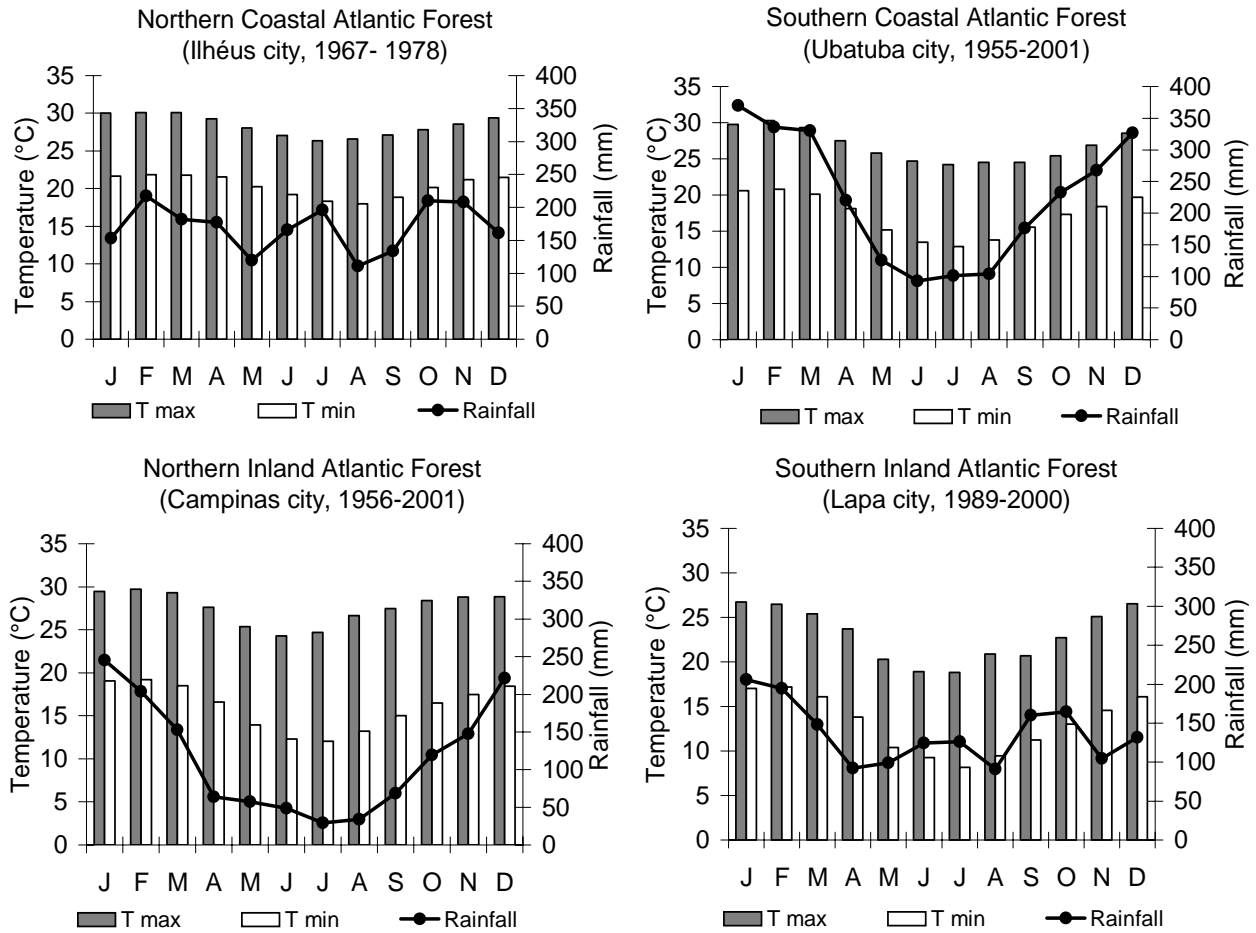 Northern Coastal Atlantic Forest
(Ilhéus city, 1967- 1978)
35
30
25
20
15
10
5
0
Temperature (°C)
400
350
300
250
200
150
100
50
0
Rainfall (mm)
J F M A M J J A S O N D
T max T min Rainfall
Southern Coastal Atlantic Forest
(Ubatuba city, 1955-2001)
35
30
25
20
15
10
5
0
Temperature (°C)
400
350
300
250
200
150
100
50
0
Rainfall (mm)
J F M A M J J A S O N D
T max T min Rainfall
Northern Inland Atlantic Forest
(Campinas city, 1956-2001)
35
30
25
20
15
10
5
0
Temperature (°C)
400
350
300
250
200
150
100
50
0
Rainfall (mm)
J F M A M J J A S O N D
T max T min Rainfall
Southern Inland Atlantic Forest
(Lapa city, 1989-2000)
35
30
25
20
15
10
5
0
Temperature (°C)
400
350
300
250
200
150
100
50
0
Rainfall (mm)
J F M A M J J A S O N D
T max T min Rainfall